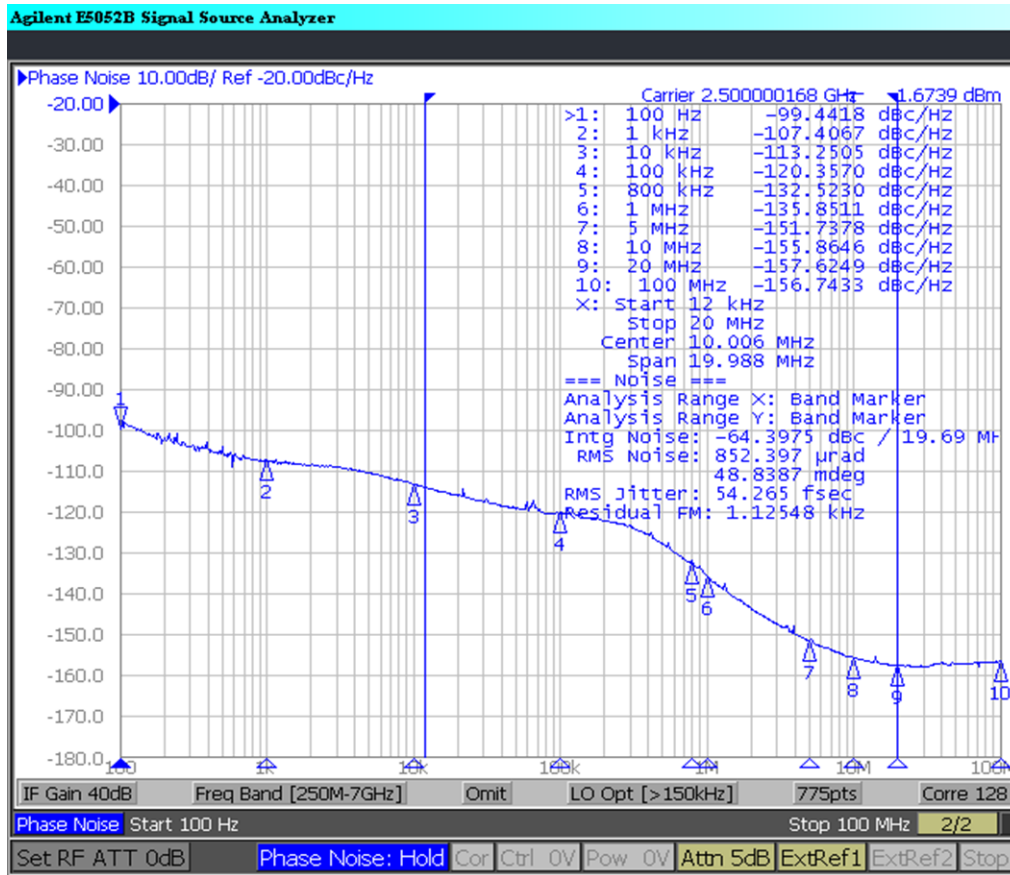 Agilent E5052B Signal Source Analyzer
Phase Noise 10.00dB/ Ref -20.00dBc/Hz
Carrier 2.500000168 GHz 1.6739 dBm
-20.00
-30.00
-40.00
-50.00
-60.00
-70.00
-80.00
-90.00
-100.0
-110.0
-120.0
-130.0
-140.0
-150.0
-160.0
-170.0
-180.0
>1: 100 Hz -99.4418 dBc/Hz
2: 1 kHz -107.4067 dBc/Hz
3: 10 kHz -113.2505 dBc/Hz
4: 100 kHz -120.3570 dBc/Hz
5: 800 kHz -132.5230 dBc/Hz
6: 1 MHz -135.8511 dBc/Hz
7: 5 MHz -151.7378 dBc/Hz
8: 10 MHz -155.8646 dBc/Hz
9: 20 MHz -157.6249 dBc/Hz
10: 100 MHz -156.7433 dBc/Hz
X: Start 12 kHz
Stop 20 MHz
Center 10.006 MHz
Span 19.988 MHz
=== Noise ===
Analysis Range X: Band Marker
Analysis Range Y: Band Marker
Intg Noise: -64.3975 dBc / 19.69 MH
RMS Noise: 852.397 µrad
48.8387 mdeg
RMS Jitter: 54.265 fsec
Residual FM: 1.12548 kHz
1
2
3
4
5
6
7
8
9
10
100 1k 10k 100k 1M 10M 100M
IF Gain 40dB Freq Band [250M-7GHz] Omit LO Opt [>150kHz] 775pts Corre 128
Phase Noise Start 100 Hz Stop 100 MHz 2/2
Set RF ATT 0dB Phase Noise: Hold Cor Ctrl 0V Pow 0V Attn 5dB ExtRef1 ExtRef2 Stop